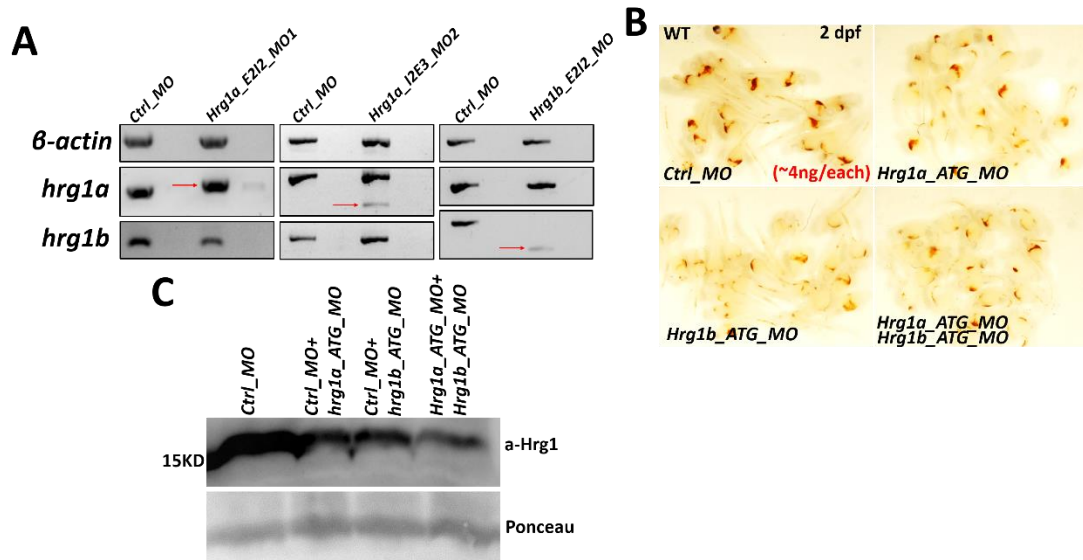 A
Ctrl_MO
Hrg1a_E2I2_MO1
Ctrl_MO
Hrg1a_I2E3_MO2
Ctrl_MO
Hrg1b_E2I2_MO
β-actin
hrg1a
hrg1b
B
WT
2 dpf
Ctrl_MO
(~4ng/each)
Hrg1a_ATG_MO
Hrg1b_ATG_MO
Hrg1a_ATG_MO
Hrg1b_ATG_MO
C
Ctrl_MO
Ctrl_MO+
hrg1a_ATG_MO
Ctrl_MO+
hrg1b_ATG_MO
Hrg1a_ATG_MO+
Hrg1b_ATG_MO
15KD
a-Hrg1
Ponceau